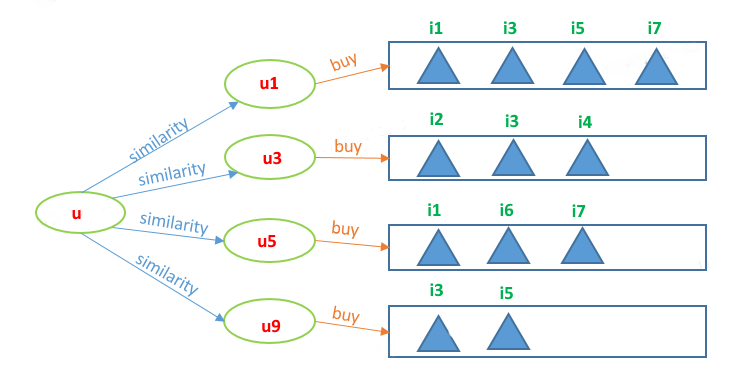 i1 i3 i5 i7
u1 buy
similarity
i2 i3 i4
u3 buy
similarity
u
i1 i6 i7
similarity
u5 buy
similarity
i3 i5
u9 buy